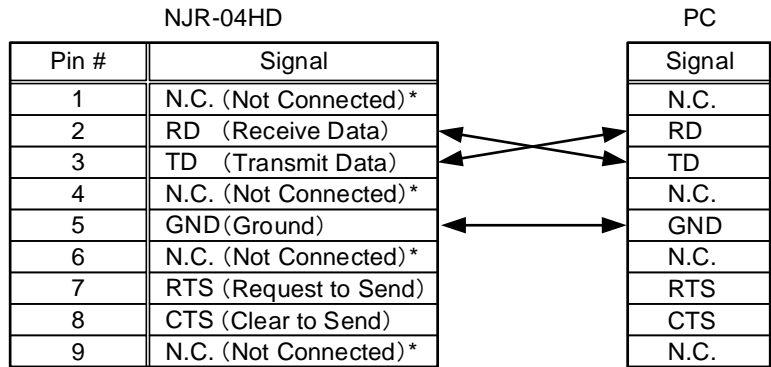 NJR-04HD PC
Pin # Signal Signal
1 N.C. (Not Connected)* N.C.
2 RD (Receive Data) RD
3 TD (Transmit Data) TD
4 N.C. (Not Connected)* N.C.
5 GND (Ground) GND
6 N.C. (Not Connected)* N.C.
7 RTS (Request to Send) RTS
8 CTS (Clear to Send) CTS
9 N.C. (Not Connected)* N.C.